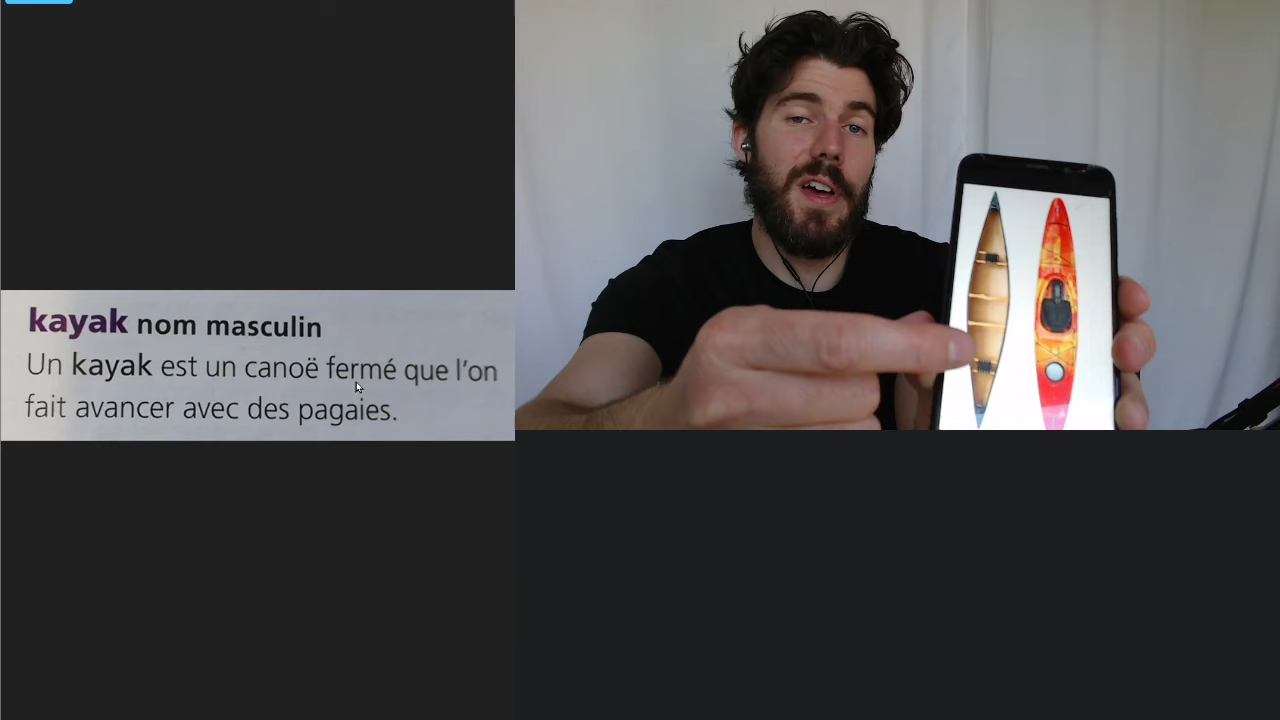 kayak nom masculin
Un kayak est un canoë fermé que l'on
fait avancer avec des pagaies.